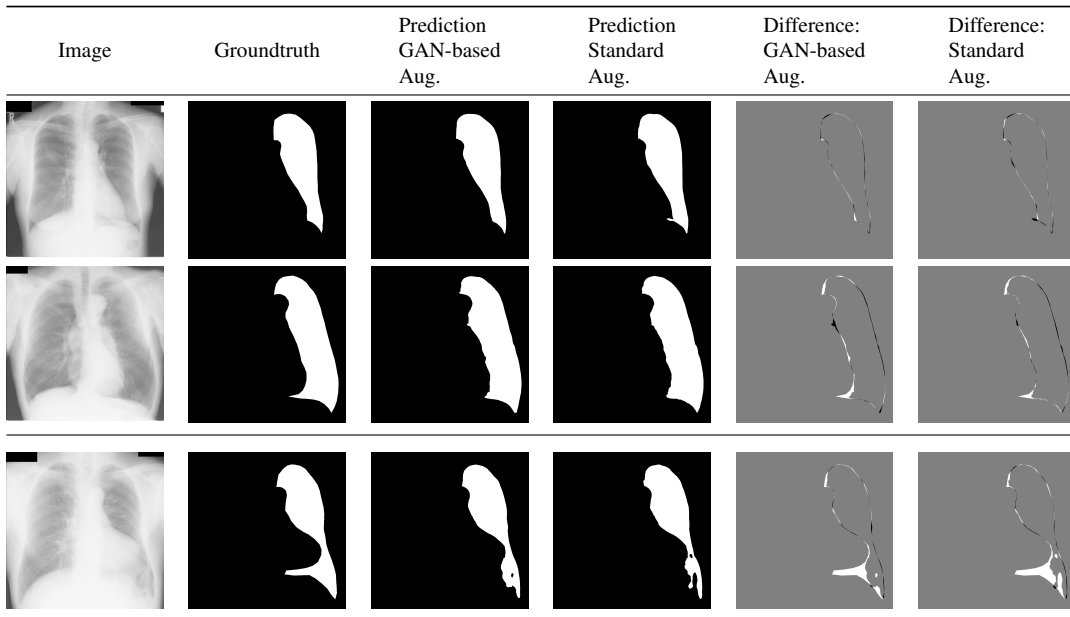 Image
Groundtruth
Prediction
GAN-based
Aug.
Prediction
Standard
Aug.
Difference:
GAN-based
Aug.
Difference:
Standard
Aug.
R